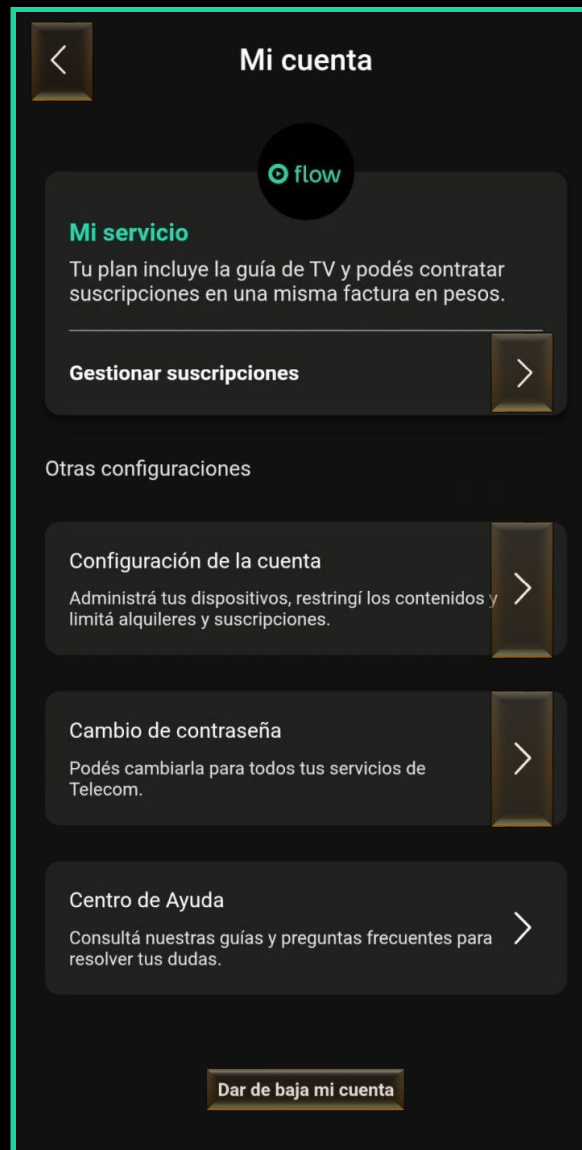 Mi cuenta
flow
Mi servicio
Tu plan incluye la guía de TV y podés contratar
suscripciones en una misma factura en pesos.
Gestionar suscripciones
Otras configuraciones
Configuración de la cuenta
Administrá tus dispositivos, restringí los contenidos y
limitá alquileres y suscripciones.
Cambio de contraseña
Podés cambiarla para todos tus servicios de
Telecom.
Centro de Ayuda
Consultá nuestras guías y preguntas frecuentes para
resolver tus dudas.
Dar de baja mi cuenta